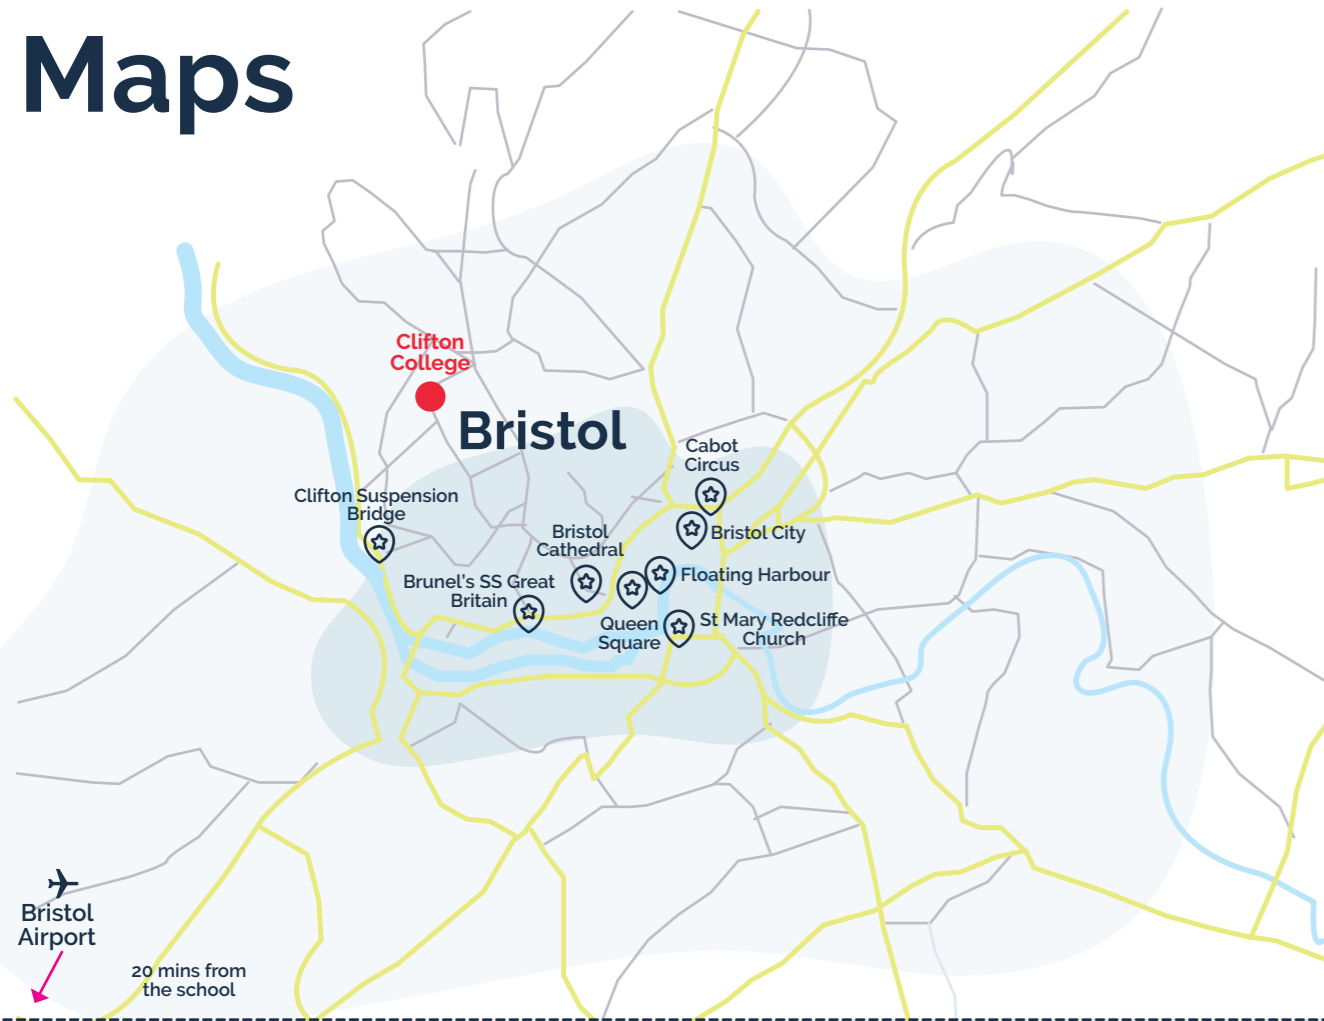 Maps
Clifton
College
Bristol
Cabot
Circus
Clifton Suspension
Bridge
Bristol
Cathedral
Bristol City
Brunel's SS Great
Britain
Floating Harbour
Queen
Square
St Mary Redcliffe
Church
Bristol
Airport
20 mins from
the school